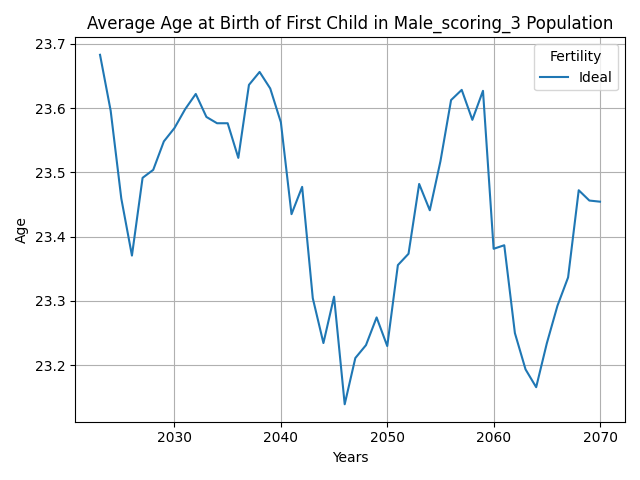 Average Age at Birth of First Child in Male_scoring_3 Population
Fertility
Ideal
Age
23.7
23.6
23.5
23.4
23.3
23.2
2030 2040 2050 2060 2070
Years